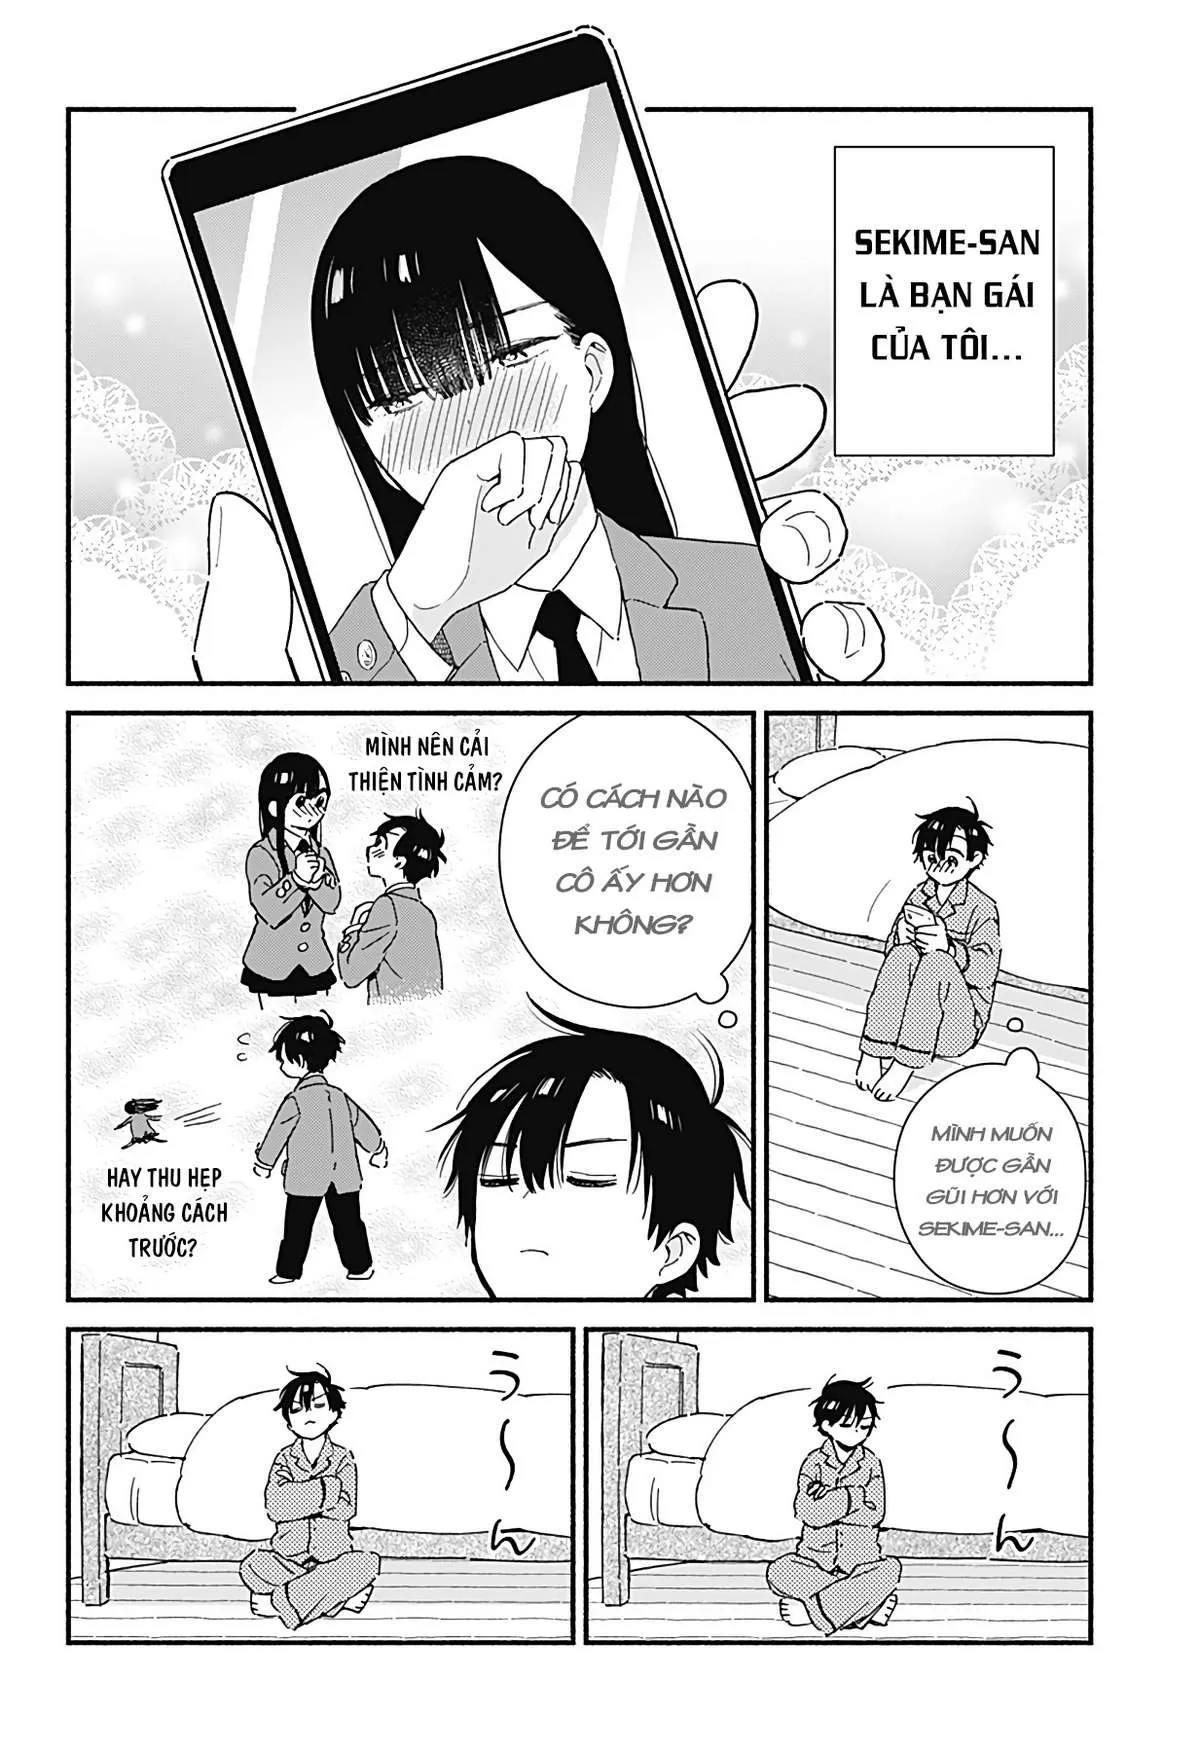 SEKIME-SAN
LÀ BẠN GÁI
CỦA TÔI...
MÌNH MUỐN
ĐƯỢC GẦN
GŨI HƠN VỚI
SEKIME-SAN...
CÓ CÁCH NÀO
ĐỂ TỚI GẦN
CÔ ẤY HƠN
KHÔNG?
MÌNH NÊN CẢI
THIỆN TÌNH CẢM?
HAY THU HẸP
KHOẢNG CÁCH
TRƯỚC?
う〜ん
う〜ん